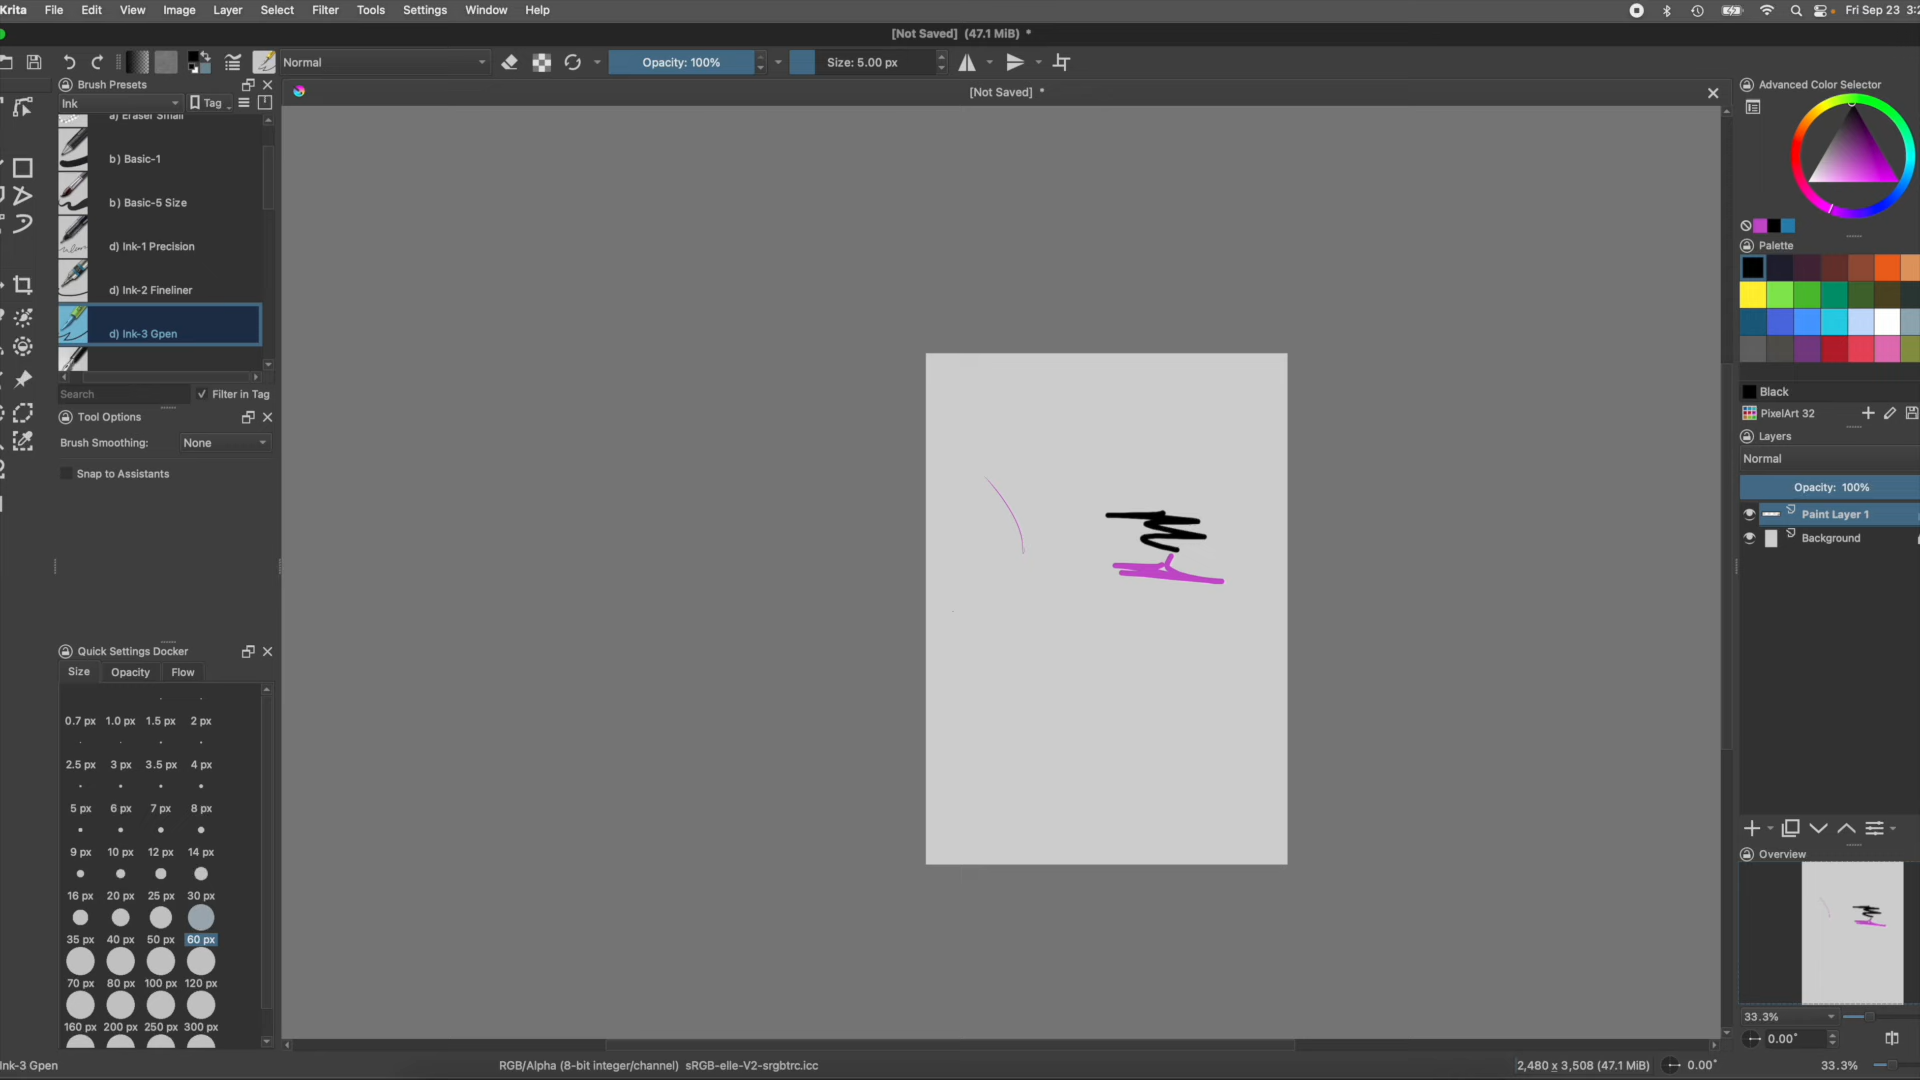 Krita File Edit View Image Layer Select Filter Tools Settings Window Help Fri Sep 23
[Not Saved] (47.1 MiB) *
Normal Opacity: 100% Size: 5.00 px
Brush Presets
[Not Saved] *
Advanced Color Selector
Ink Tag
a) Eraser Small
b) Basic-1
b) Basic-5 Size
d) Ink-1 Precision
d) Ink-2 Fineliner
d) Ink-3 Gpen
Search Filter in Tag
Tool Options
Brush Smoothing: None
Snap to Assistants
Quick Settings Docker
Size Opacity Flow
0.7 px 1.0 px 1.5 px 2 px
2.5 px 3 px 3.5 px 4 px
5 px 6 px 7 px 8 px
9 px 10 px 12 px 14 px
16 px 20 px 25 px 30 px
35 px 40 px 50 px 60 px
70 px 80 px 100 px 120 px
160 px 200 px 250 px 300 px
Palette
Black
PixelArt 32
Layers
Normal
Opacity: 100%
Paint Layer 1
Background
Overview
33.3%
0.00°
Ink-3 Gpen RGB/Alpha (8-bit integer/channel) sRGB-elle-V2-srgbtrc.icc 2,480 x 3,508 (47.1 MiB) 0.00° 33.3%